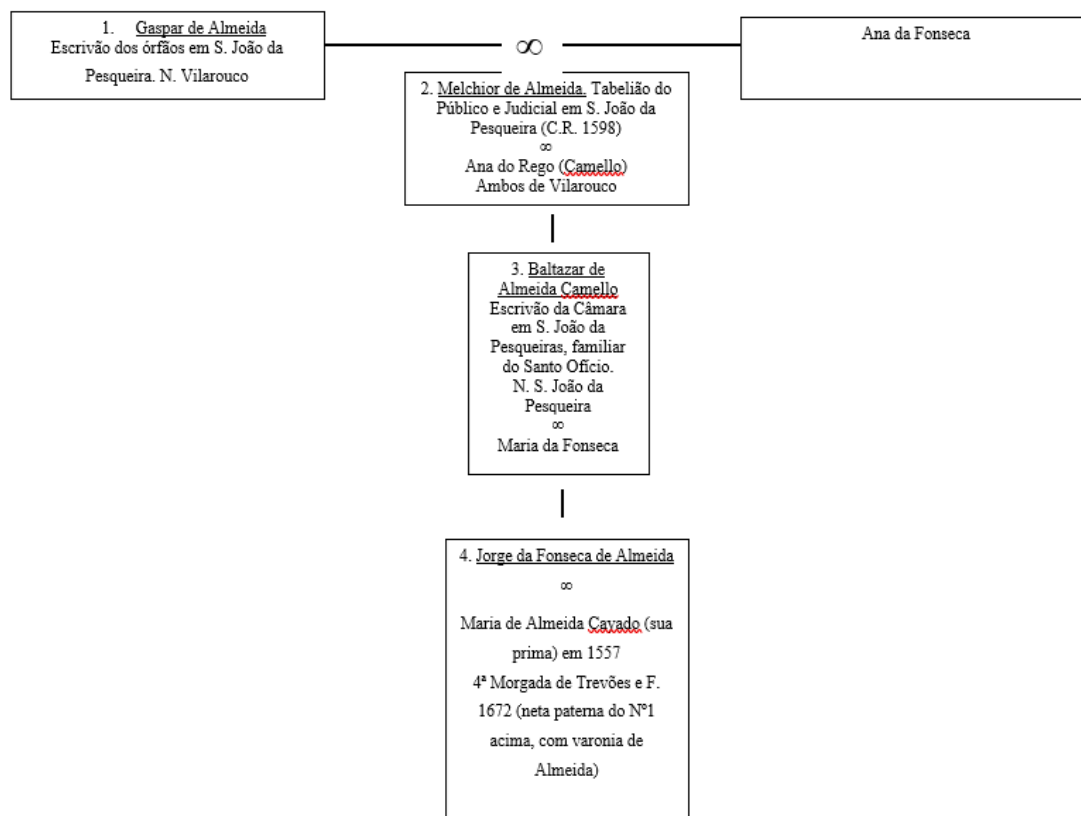 1. Gaspar de Almeida
Escrivão dos órfãos em S. João da
Pesqueira. N. Vilarouco
∞
Ana da Fonseca
2. Melchior de Almeida. Tabelião do
Público e Judicial em S. João da
Pesqueira (C.R. 1598)
∞
Ana do Rego (Camello)
Ambos de Vilarouco
3. Baltazar de
Almeida Camello
Escrivão da Câmara
em S. João da
Pesqueiras, familiar
do Santo Ofício.
N. S. João da
Pesqueira
∞
Maria da Fonseca
4. Jorge da Fonseca de Almeida
∞
Maria de Almeida Cavado (sua
prima) em 1557
4ª Morgada de Trevões e F.
1672 (neta paterna do Nº1
acima, com varonia de
Almeida)